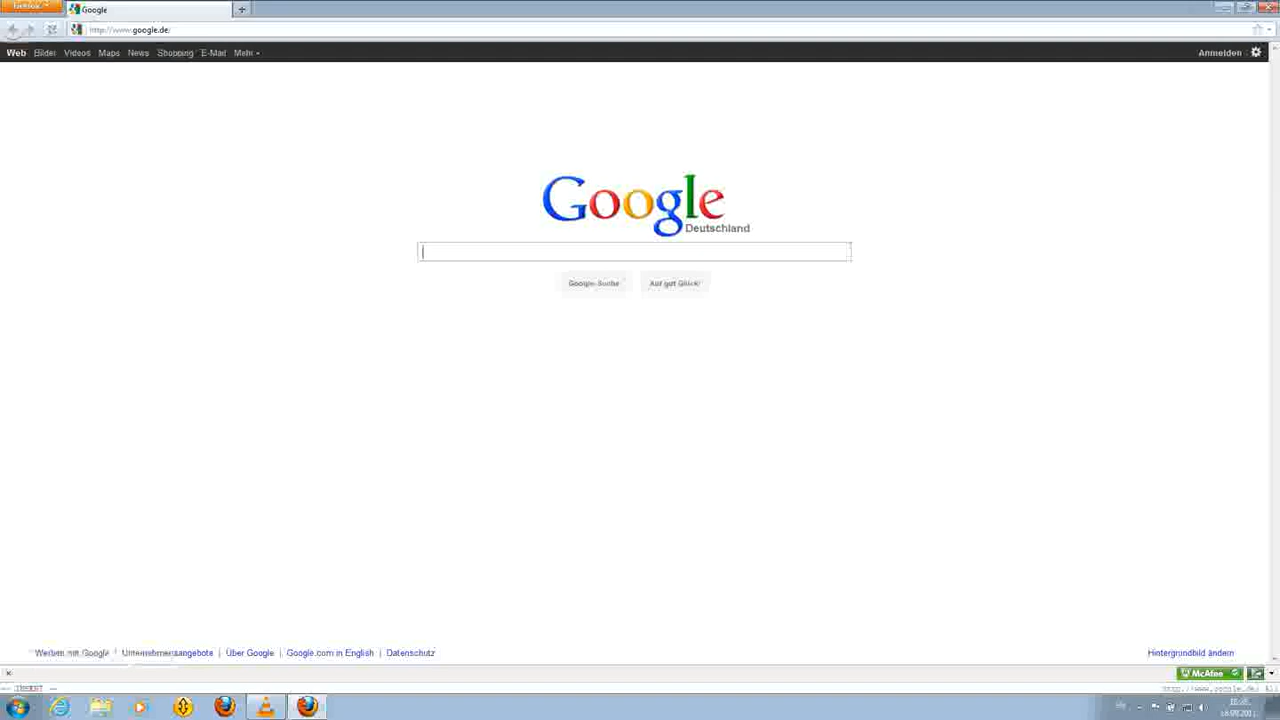 Google
http://www.google.de/
Web Bilder Videos Maps News Shopping E-Mail Mehr
Anmelden
Google
Deutschland
Google-Suche Auf gut Glück!
Werben mit Google Unternehmensangebote Über Google Google.com in English Datenschutz
Hintergrundbild ändern
McAfee